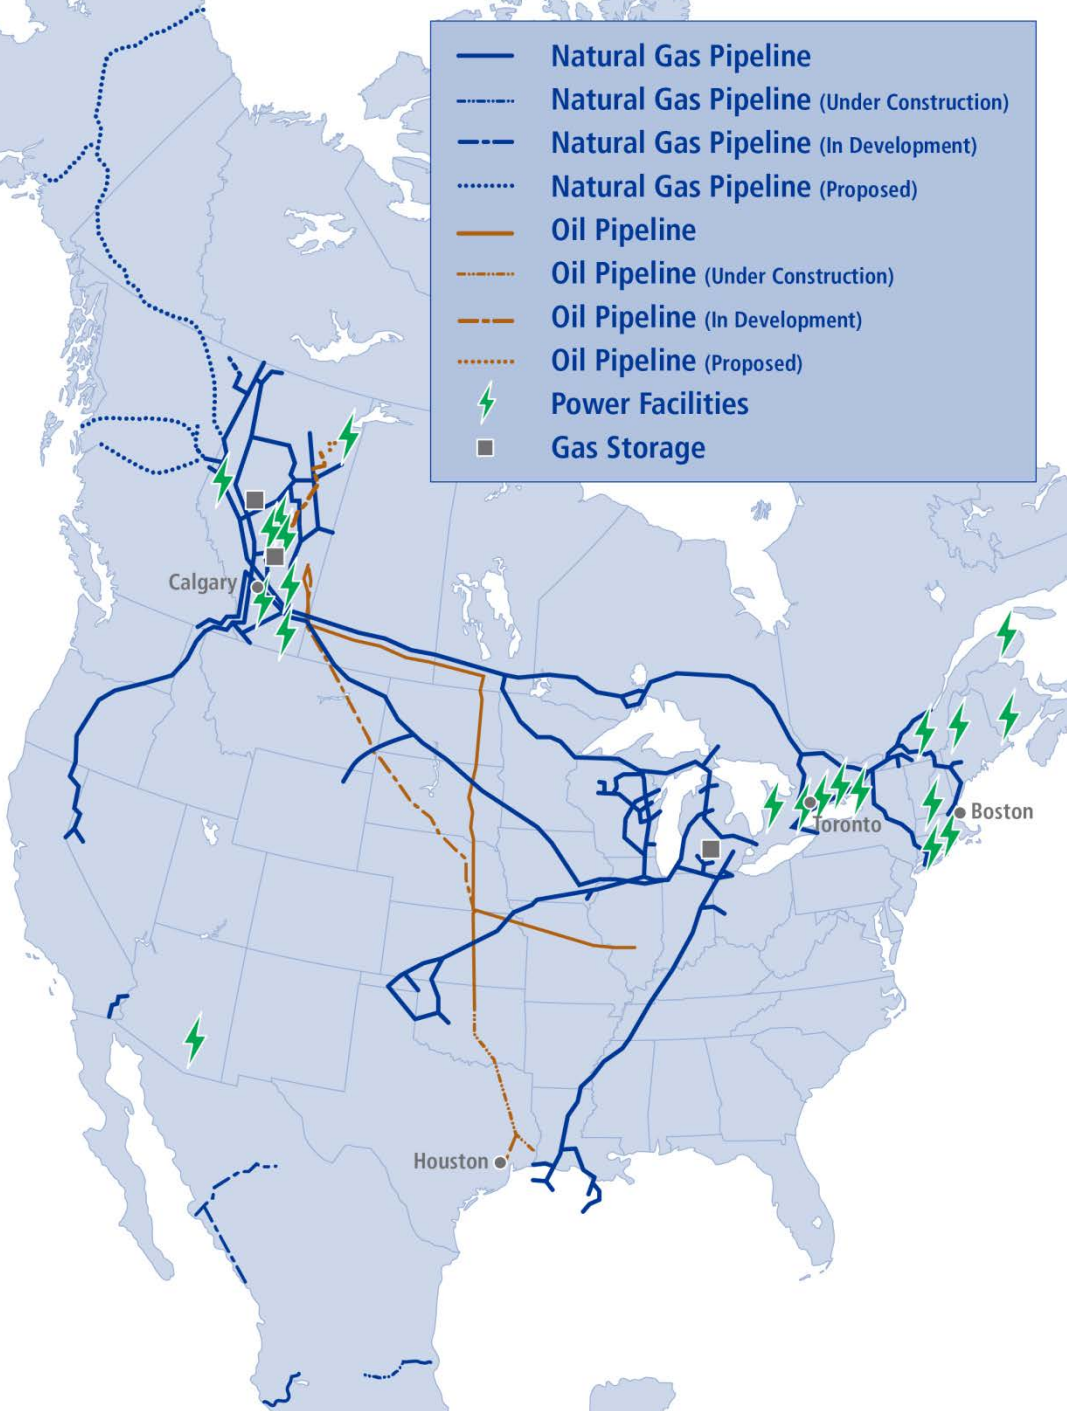 Natural Gas Pipeline
Natural Gas Pipeline (Under Construction)
Natural Gas Pipeline (In Development)
Natural Gas Pipeline (Proposed)
Oil Pipeline
Oil Pipeline (Under Construction)
Oil Pipeline (In Development)
Oil Pipeline (Proposed)
Power Facilities
Gas Storage
Calgary
Toronto
Boston
Houston